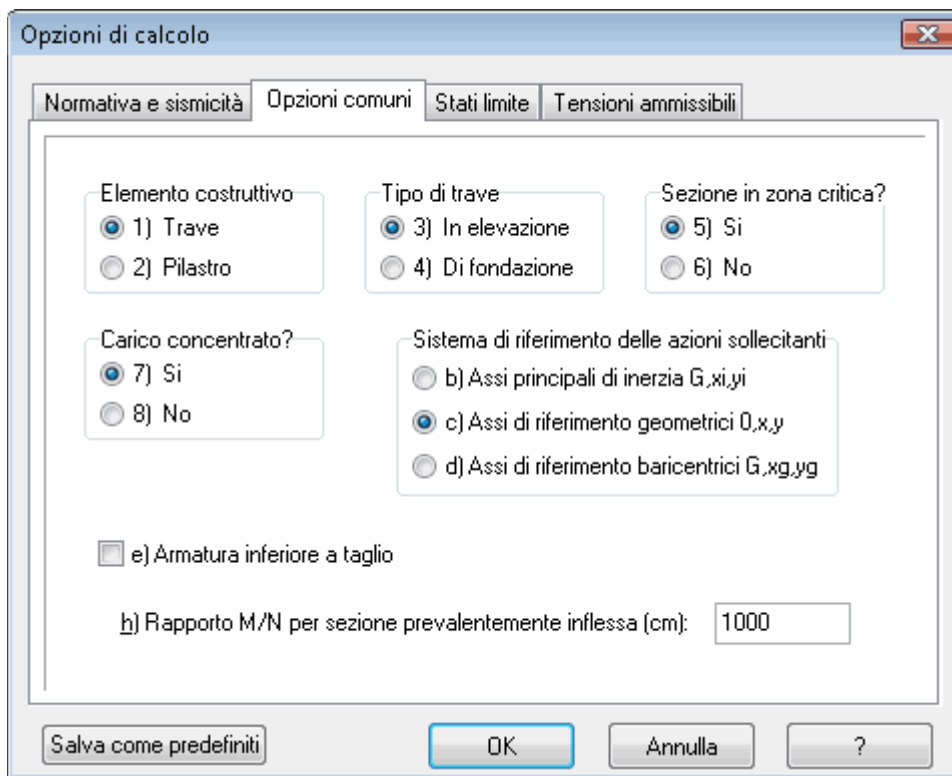 Opzioni di calcolo
Normativa e sismicità
Opzioni comuni
Stati limite
Tensioni ammissibili
Elemento costruttivo
1) Trave
2) Pilastro
Tipo di trave
3) In elevazione
4) Di fondazione
Sezione in zona critica?
5) Si
6) No
Carico concentrato?
7) Si
8) No
Sistema di riferimento delle azioni sollecitanti
b) Assi principali di inerzia G,xi,yi
c) Assi di riferimento geometrici 0,x,y
d) Assi di riferimento baricentrici G,xg,yg
e) Armatura inferiore a taglio
h) Rapporto M/N per sezione prevalentemente inflessa (cm): 1000
Salva come predefiniti
OK
Annulla
?